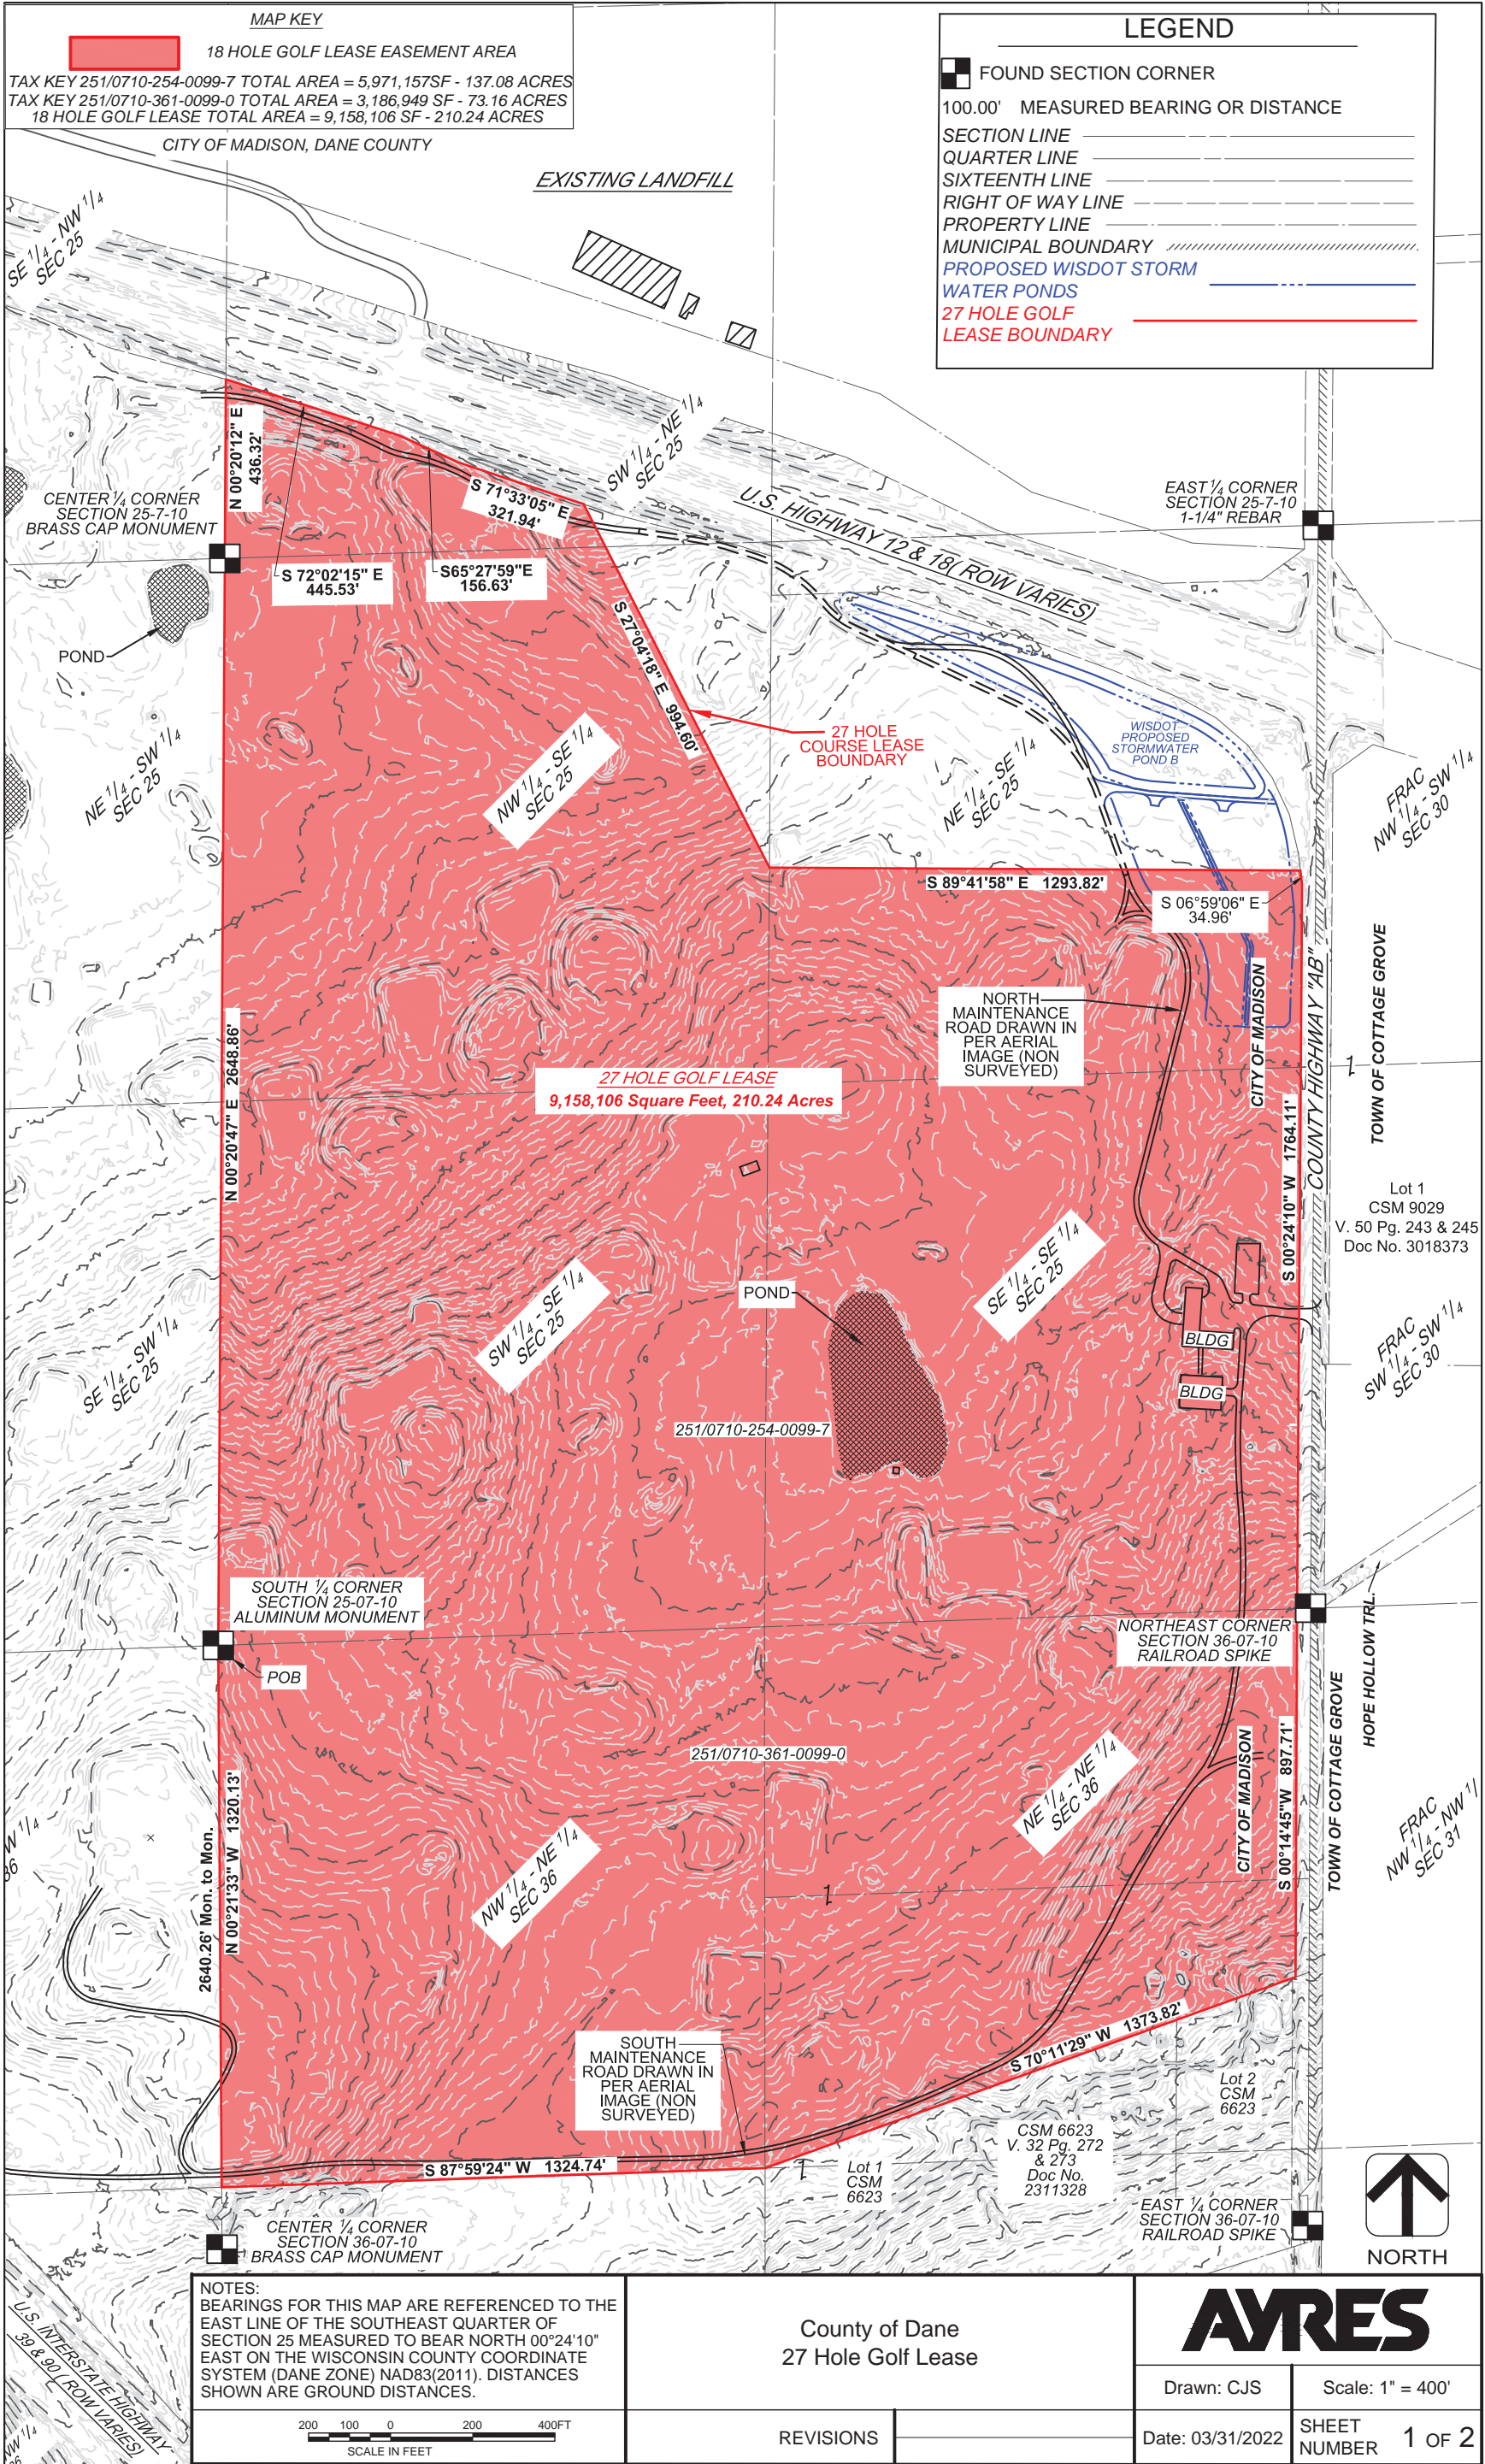 MAP KEY
18 HOLE GOLF LEASE EASEMENT AREA
TAX KEY 251/0710-254-0099-7 TOTAL AREA = 5,971,157SF - 137.08 ACRES
TAX KEY 251/0710-361-0099-0 TOTAL AREA = 3,186,949 SF - 73.16 ACRES
18 HOLE GOLF LEASE TOTAL AREA = 9,158,106 SF - 210.24 ACRES
CITY OF MADISON, DANE COUNTY
LEGEND
FOUND SECTION CORNER
100.00' MEASURED BEARING OR DISTANCE
SECTION LINE
QUARTER LINE
SIXTEENTH LINE
RIGHT OF WAY LINE
PROPERTY LINE
MUNICIPAL BOUNDARY
PROPOSED WISDOT STORM
WATER PONDS
27 HOLE GOLF
LEASE BOUNDARY
EXISTING LANDFILL
SE 1/4 - NW 1/4
SEC 25
N 00°20'12" E
436.32'
SW 1/4 - NE 1/4
SEC 25
S 71°33'05" E
321.94'
U.S. HIGHWAY 12 & 18( ROW VARIES)
EAST 1/4 CORNER
SECTION 25-7-10
1-1/4" REBAR
CENTER 1/4 CORNER
SECTION 25-7-10
BRASS CAP MONUMENT
S 72°02'15" E
445.53'
S65°27'59"E
156.63'
POND
S 27°04'18" E 994.60'
27 HOLE
COURSE LEASE
BOUNDARY
WISDOT
PROPOSED
STORMWATER
POND B
NE 1/4 - SW 1/4
SEC 25
NW 1/4 - SE 1/4
SEC 25
NE 1/4 - SE 1/4
SEC 25
FRAC
NW 1/4 - SW 1/4
SEC 30
S 89°41'58" E 1293.82'
S 06°59'06" E
34.96'
NORTH
MAINTENANCE
ROAD DRAWN IN
PER AERIAL
IMAGE (NON
SURVEYED)
CITY OF MADISON
COUNTY HIGHWAY "AB"
TOWN OF COTTAGE GROVE
N 00°20'47" E 2648.86'
27 HOLE GOLF LEASE
9,158,106 Square Feet, 210.24 Acres
S 00°24'10" W 1764.11'
Lot 1
CSM 9029
V. 50 Pg. 243 & 245
Doc No. 3018373
SE 1/4 - SW 1/4
SEC 25
SW 1/4 - SE 1/4
SEC 25
POND
SE 1/4 - SE 1/4
SEC 25
BLDG
BLDG
FRAC
SW 1/4 - SW 1/4
SEC 30
251/0710-254-0099-7
SOUTH 1/4 CORNER
SECTION 25-07-10
ALUMINUM MONUMENT
POB
NORTHEAST CORNER
SECTION 36-07-10
RAILROAD SPIKE
HOPE HOLLOW TRL.
TOWN OF COTTAGE GROVE
251/0710-361-0099-0
2640.26' Mon. to Mon.
N 00°21'33" W 1320.13'
NW 1/4 - NE 1/4
SEC 36
NE 1/4 - NE 1/4
SEC 36
CITY OF MADISON
S 00°14'45"W 897.71'
FRAC
NW 1/4 - NW 1/
SEC 31
W 1/4
36
SOUTH
MAINTENANCE
ROAD DRAWN IN
PER AERIAL
IMAGE (NON
SURVEYED)
S 70°11'29" W 1373.82'
S 87°59'24" W 1324.74'
Lot 1
CSM
6623
CSM 6623
V. 32 Pg. 272
& 273
Doc No.
2311328
Lot 2
CSM
6623
CENTER 1/4 CORNER
SECTION 36-07-10
BRASS CAP MONUMENT
EAST 1/4 CORNER
SECTION 36-07-10
RAILROAD SPIKE
NORTH
U.S. INTERSTATE HIGHWAY
39 & 90 ( ROW VARIES)
NW 1/4
36
NOTES:
BEARINGS FOR THIS MAP ARE REFERENCED TO THE
EAST LINE OF THE SOUTHEAST QUARTER OF
SECTION 25 MEASURED TO BEAR NORTH 00°24'10"
EAST ON THE WISCONSIN COUNTY COORDINATE
SYSTEM (DANE ZONE) NAD83(2011). DISTANCES
SHOWN ARE GROUND DISTANCES.
200 100 0 200 400FT
SCALE IN FEET
County of Dane
27 Hole Golf Lease
REVISIONS
AYRES
Drawn: CJS
Scale: 1" = 400'
Date: 03/31/2022
SHEET
NUMBER 1 OF 2